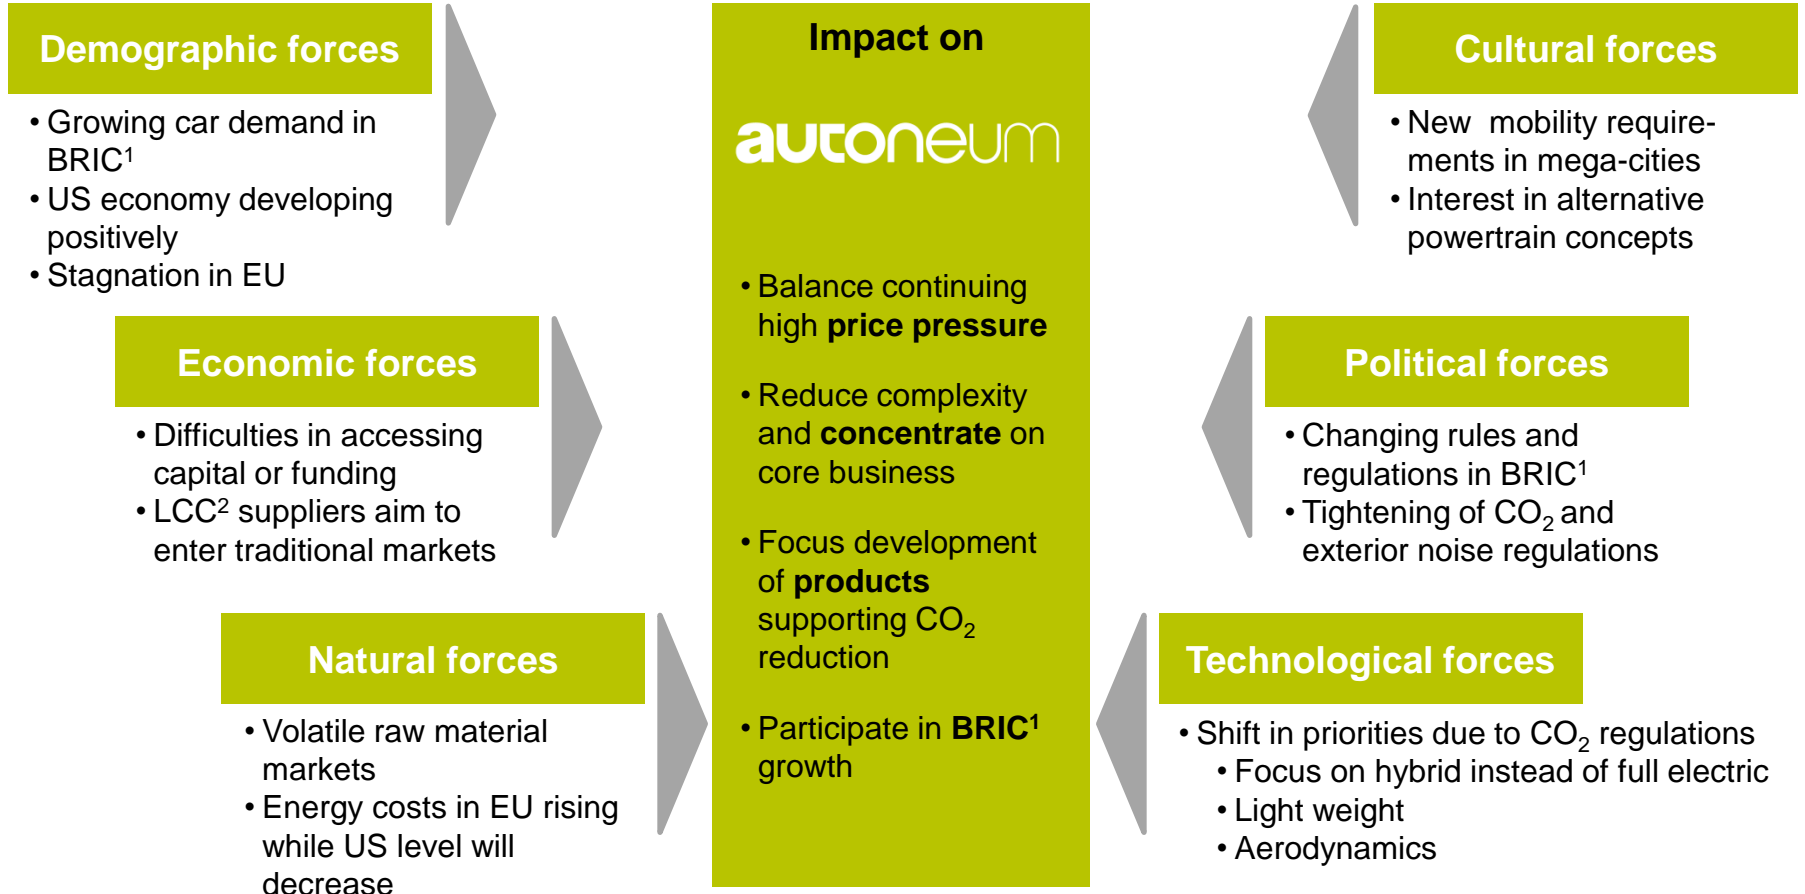 Demographic forces
• Growing car demand in
BRIC¹
• US economy developing
positively
• Stagnation in EU
Economic forces
• Difficulties in accessing
capital or funding
• LCC² suppliers aim to
enter traditional markets
Natural forces
• Volatile raw material
markets
• Energy costs in EU rising
while US level will
decrease
Impact on
autoneum
• Balance continuing
high price pressure
• Reduce complexity
and concentrate on
core business
• Focus development
of products
supporting CO₂
reduction
• Participate in BRIC¹
growth
Cultural forces
• New  mobility require-
ments in mega-cities
• Interest in alternative
powertrain concepts
Political forces
• Changing rules and
regulations in BRIC¹
• Tightening of CO₂ and
exterior noise regulations
Technological forces
• Shift in priorities due to CO₂ regulations
• Focus on hybrid instead of full electric
• Light weight
• Aerodynamics